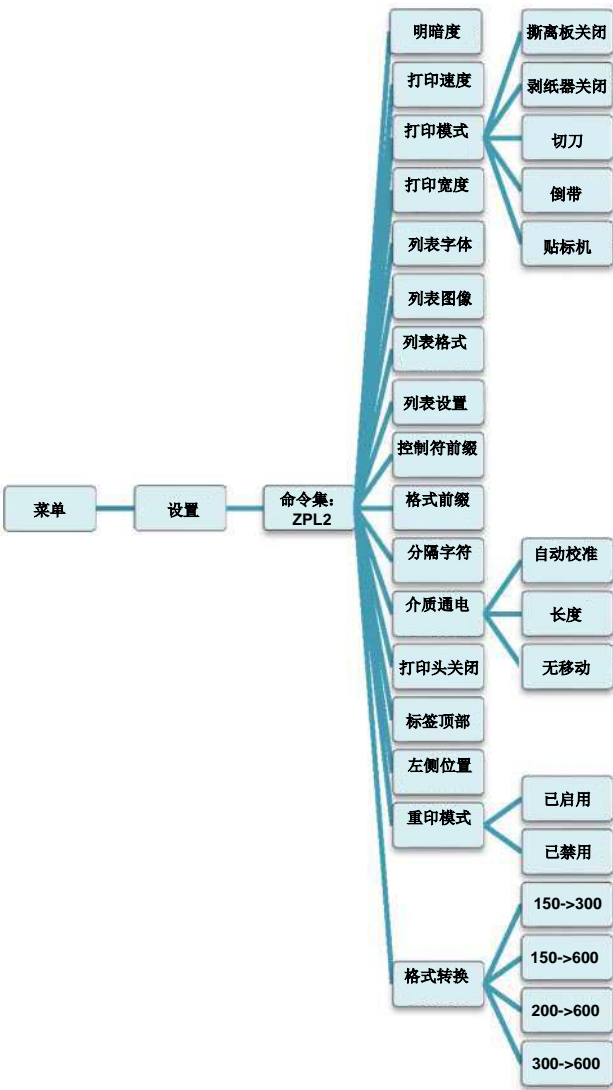 菜单
设置
命令集：
ZPL2
明暗度
打印速度
打印模式
撕离板关闭
剥纸器关闭
切刀
倒带
贴标机
打印宽度
列表字体
列表图像
列表格式
列表设置
控制符前缀
格式前缀
分隔字符
介质通电
自动校准
长度
无移动
打印头关闭
标签顶部
左侧位置
重印模式
已启用
已禁用
格式转换
150->300
150->600
200->600
300->600